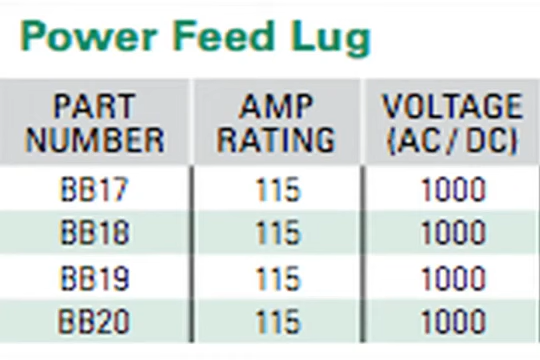 Power Feed Lug
PART NUMBER AMP RATING VOLTAGE (AC/DC)
BB17 115 1000
BB18 115 1000
BB19 115 1000
BB20 115 1000